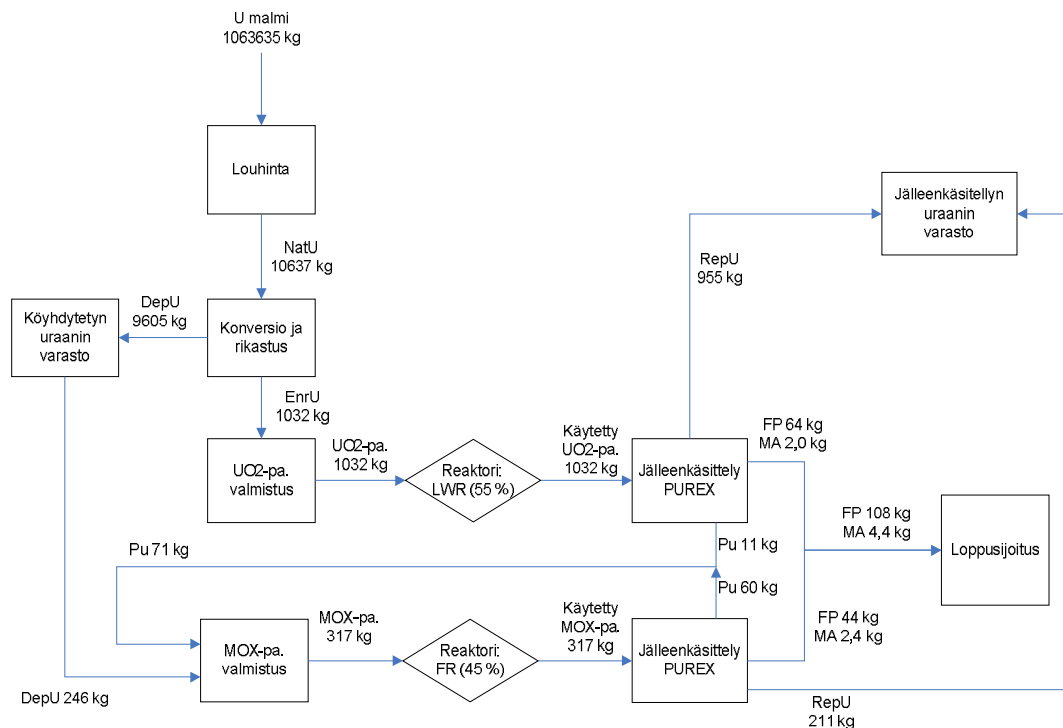 U malmi
1063635 kg
Louhinta
NatU
10637 kg
Jälleenkäsitellyn
uraanin
varasto
RepU
955 kg
DepU
9605 kg
Köyhdytetyn
uraanin
varasto
Konversio ja
rikastus
EnrU
1032 kg
UO2-pa.
valmistus
UO2-pa.
1032 kg
Reaktori:
LWR (55 %)
Käytetty
UO2-pa.
1032 kg
Jälleenkäsittely
PUREX
FP 64 kg
MA 2,0 kg
FP 108 kg
MA 4,4 kg
Loppusijoitus
Pu 71 kg
Pu 11 kg
Pu 60 kg
MOX-pa.
valmistus
MOX-pa.
317 kg
Reaktori:
FR (45 %)
Käytetty
MOX-pa.
317 kg
Jälleenkäsittely
PUREX
FP 44 kg
MA 2,4 kg
DepU 246 kg
RepU
211 kg